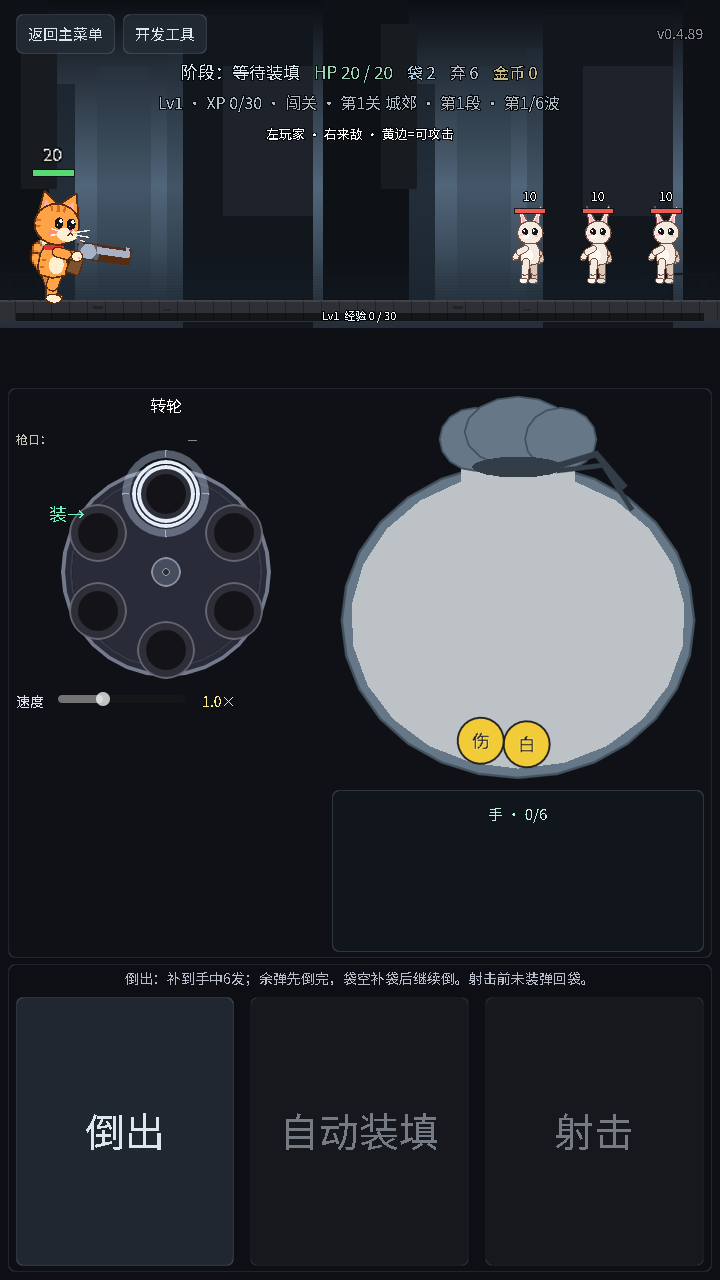 返回主菜单 开发工具 v0.4.89
阶段：等待装填 HP 20 / 20 袋 2 弃 6 金币 0
Lv1 · XP 0/30 · 闯关 · 第1关 城郊 · 第1段 · 第1/6波
左玩家 · 右来敌 · 黄边=可攻击
20
10 10 10
Lv1 经验 0 / 30
转轮
枪口： —
装→
速度 1.0×
伤 白
手 · 0/6
倒出：补到手中6发；余弹先倒完，袋空补袋后继续倒。射击前未装弹回袋。
倒出 自动装填 射击